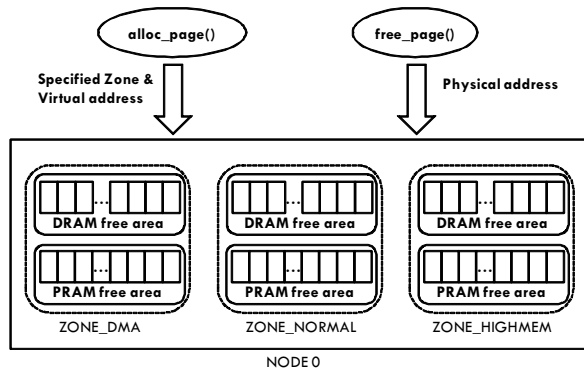 alloc_page()
free_page()
Specified Zone &
Virtual address
Physical address
...
...
...
DRAM free area
DRAM free area
DRAM free area
...
...
...
PRAM free area
PRAM free area
PRAM free area
ZONE_DMA
ZONE_NORMAL
ZONE_HIGHMEM
NODE 0